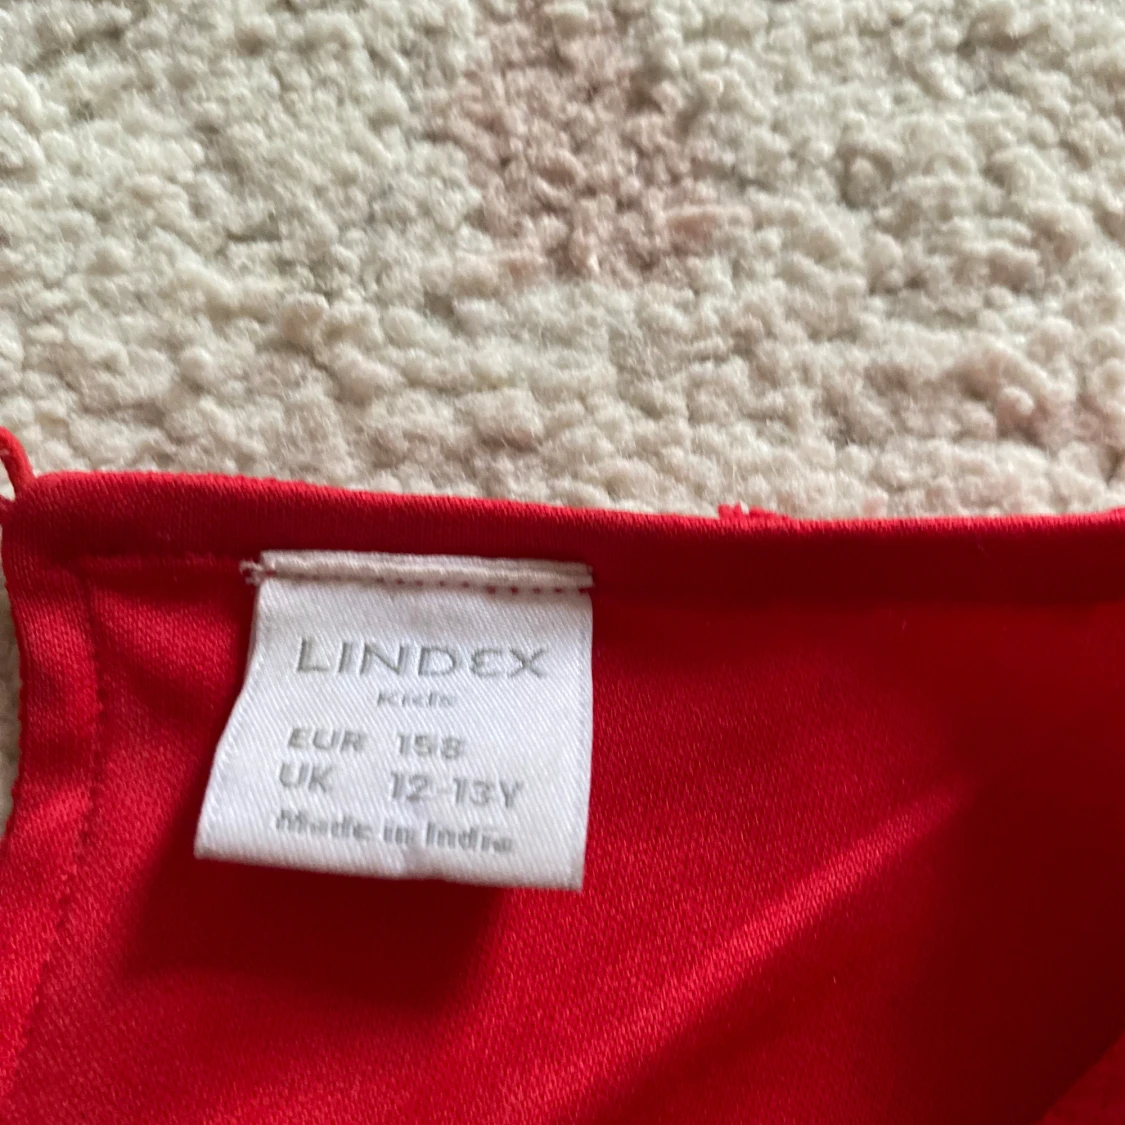 LINDEX
Kids
EUR 158
UK 12-13Y
Made in India